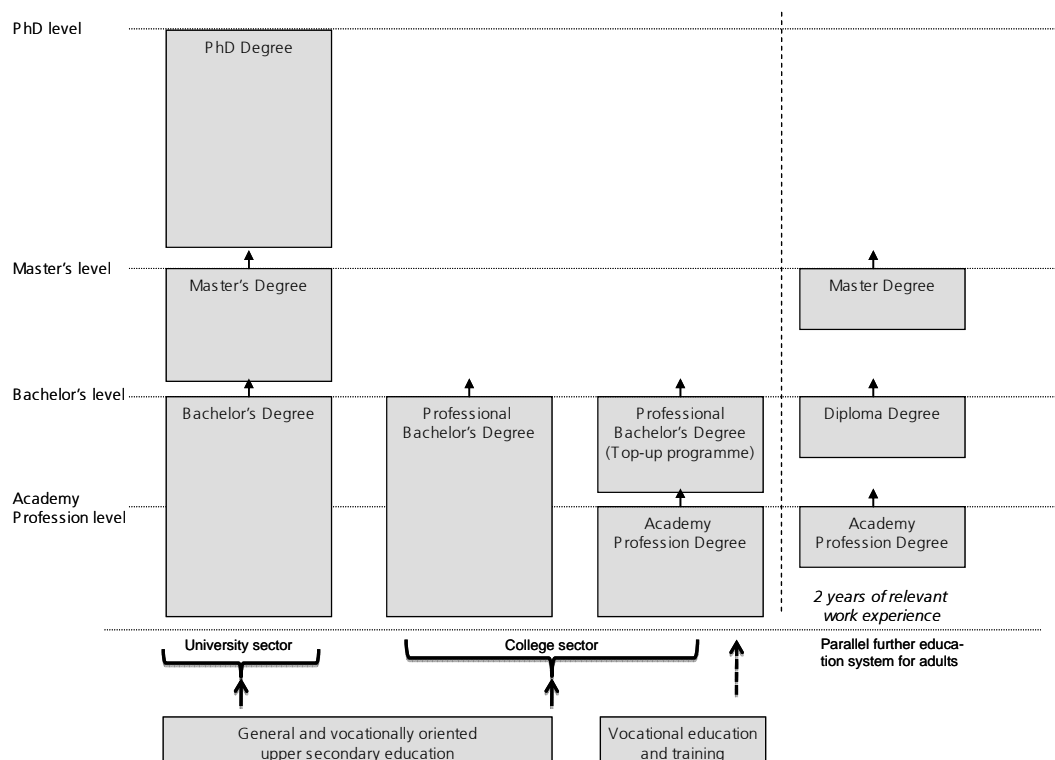 PhD level
PhD Degree
Master's level
Master's Degree
Master Degree
Bachelor's level
Bachelor's Degree
Professional
Bachelor's Degree
Professional
Bachelor's Degree
(Top-up programme)
Diploma Degree
Academy
Profession level
Academy
Profession Degree
Academy
Profession Degree
2 years of relevant
work experience
University sector
College sector
Parallel further educa-
tion system for adults
General and vocationally oriented
upper secondary education
Vocational education
and training